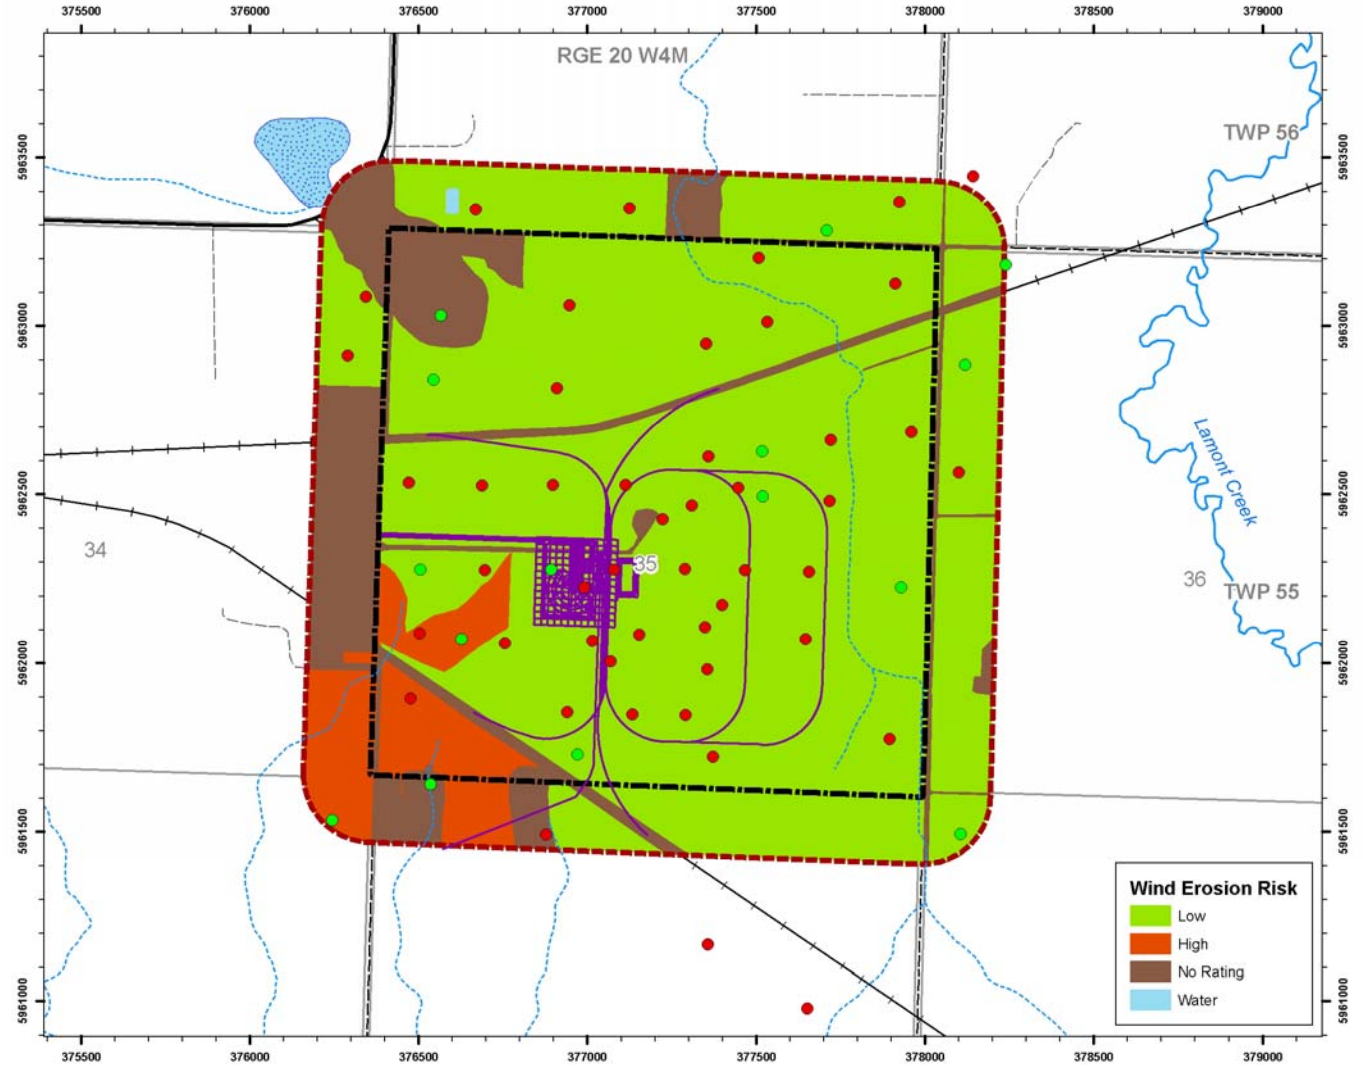 375500 376000 376500 377000 377500 378000 378500 379000
RGE 20 W4M
TWP 56
5963500
5963500
5963000
5963000
Lamont Creek
5962500
5962500
34
35
36
TWP 55
5962000
5962000
5961500
5961500
Wind Erosion Risk
Low
High
No Rating
Water
5961000
5961000
375500 376000 376500 377000 377500 378000 378500 379000